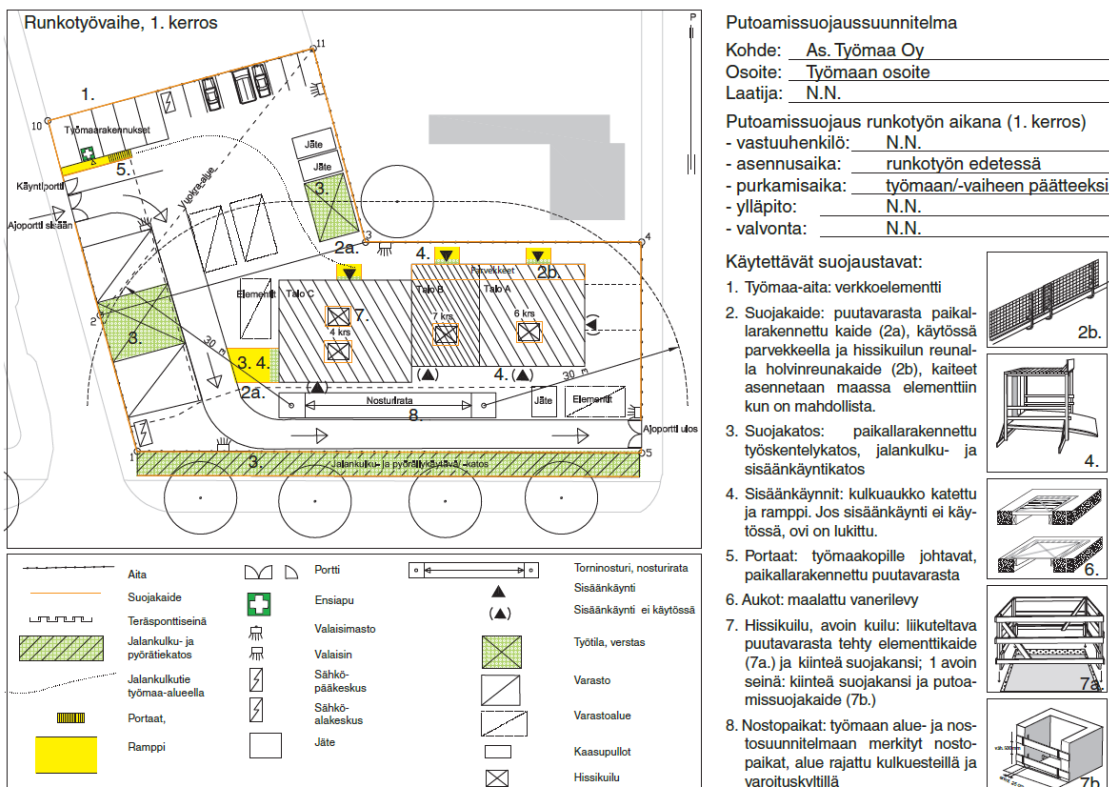 Runkotyövaihe, 1. kerros
P
11
1.
10
Työmaarakennukset
5.
Jäte
Jäte
3.
Käyntiportti
Vuokra-alue
Ajoportti sisään
3
2a.
4.
4
Parvekkeet
2b.
Elementit
Talo C
Talo B
Talo A
7.
4 krs
7 krs
6 krs
2
3.
30
3. 4.
2a.
4.
30
Nosturirata
8.
Jäte
Elementit
Ajoportti ulos
1
3.
Jalankulku- ja pyöräilykäytävä/ -katos
5
Aita
Suojakaide
Teräsponttiseinä
Jalankulku- ja
pyörätiekatos
Jalankulkutie
työmaa-alueella
Portaat,
Ramppi
Portti
Ensiapu
Valaisimasto
Valaisin
Sähkö-
pääkeskus
Sähkö-
alakeskus
Jäte
Torninosturi, nosturirata
Sisäänkäynti
Sisäänkäynti ei käytössä
Työtila, verstas
Varasto
Varastoalue
Kaasupullot
Hissikuilu
Putoamissuojaussuunnitelma
Kohde: As. Työmaa Oy
Osoite: Työmaan osoite
Laatija: N.N.
Putoamissuojaus runkotyön aikana (1. kerros)
- vastuuhenkilö: N.N.
- asennusaika: runkotyön edetessä
- purkamisaika: työmaan/-vaiheen päätteeksi
- ylläpito: N.N.
- valvonta: N.N.
Käytettävät suojaustavat:
1. Työmaa-aita: verkkoelementti
2. Suojakaide: puutavarasta paikal-
larakennettu kaide (2a), käytössä
parvekkeella ja hissikuilun reunal-
la holvinreunakaide (2b), kaiteet
asennetaan maassa elementtiin
kun on mahdollista.
3. Suojakatos: paikallarakennettu
työskentelykatos, jalankulku- ja
sisäänkäyntikatos
4. Sisäänkäynnit: kulkuaukko katettu
ja ramppi. Jos sisäänkäynti ei käy-
tössä, ovi on lukittu.
5. Portaat: työmaakopille johtavat,
paikallarakennettu puutavarasta
6. Aukot: maalattu vanerilevy
7. Hissikuilu, avoin kuilu: liikuteltava
puutavarasta tehty elementtikaide
(7a.) ja kiinteä suojakansi; 1 avoin
seinä: kiinteä suojakansi ja putoa-
missuojakaide (7b.)
8. Nostopaikat: työmaan alue- ja nos-
tosuunnitelmaan merkityt nosto-
paikat, alue rajattu kulkuesteillä ja
varoituskyltillä
2b.
4.
6.
7a.
7b.